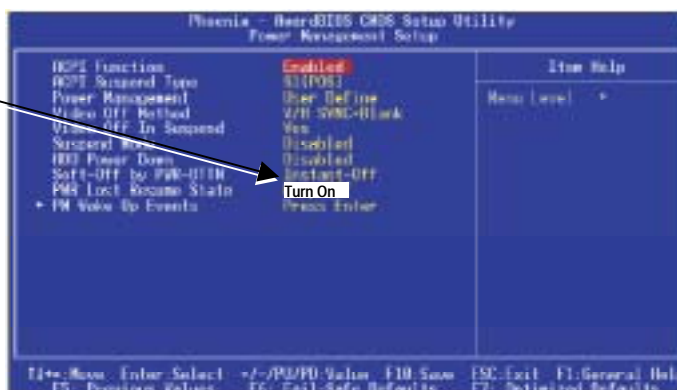 Phoenix - AwardBIOS CMOS Setup Utility
Power Management Setup
ACPI Function Enabled
ACPI Suspend Type S1(POS)
Power Management User Define
Video Off Method V/H SYNC+Blank
Video Off In Suspend Yes
Suspend Mode Disabled
HDD Power Down Disabled
Soft-Off by PWR-BTTN Instant-Off
PWR Lost Resume State Turn On
PM Wake Up Events Press Enter
Item Help
Menu Level
:Move Enter:Select +/-/PU/PD:Value F10:Save ESC:Exit F1:General Hel
F5: Previous Values F6: Fail-Safe Defaults F7: Optimized Defaults